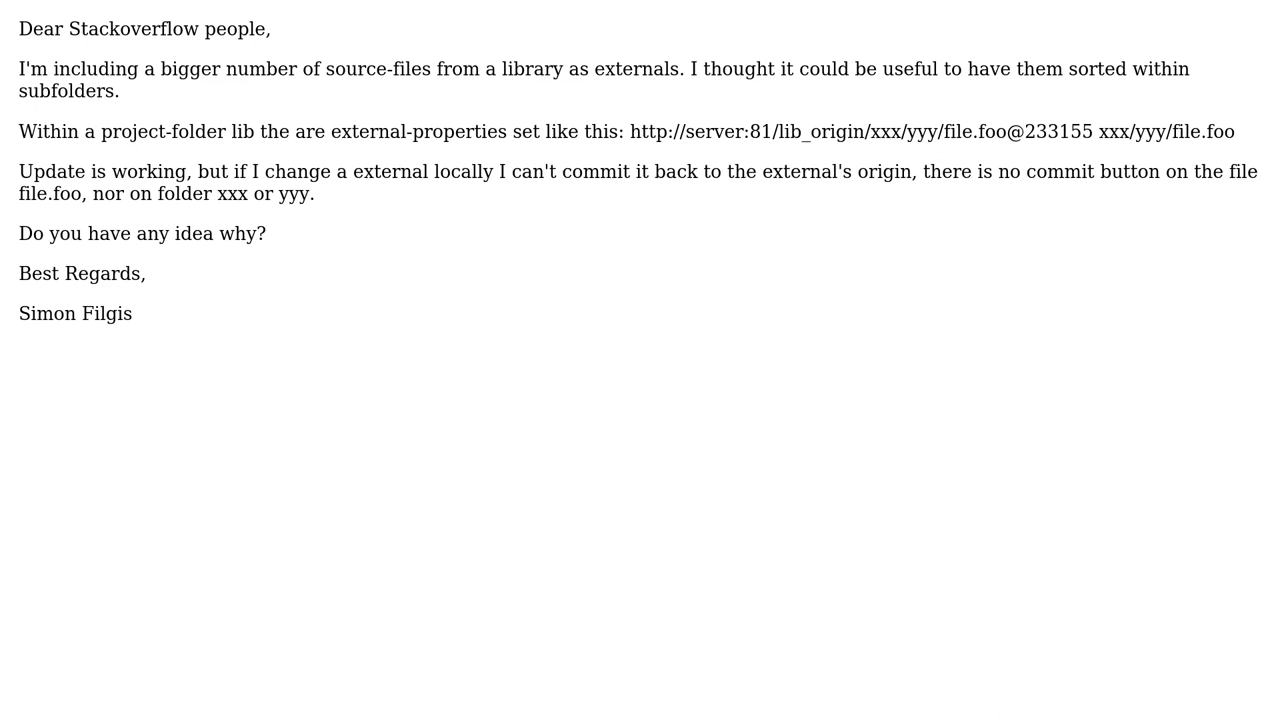 Dear Stackoverflow people,
I'm including a bigger number of source-files from a library as externals. I thought it could be useful to have them sorted within
subfolders.
Within a project-folder lib the are external-properties set like this: http://server:81/lib_origin/xxx/yyy/file.foo@233155 xxx/yyy/file.foo
Update is working, but if I change a external locally I can't commit it back to the external's origin, there is no commit button on the file
file.foo, nor on folder xxx or yyy.
Do you have any idea why?
Best Regards,
Simon Filgis